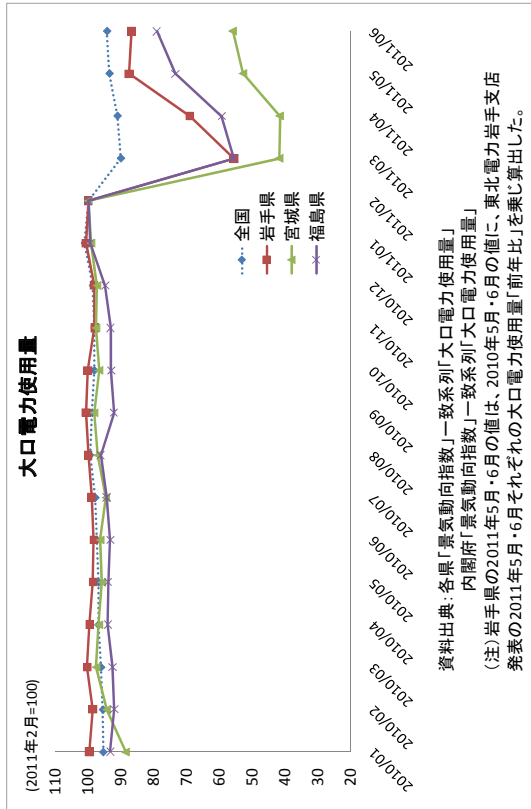 大口電力使用量
(2011年2月=100)
110
100
90
80
70
60
50
40
30
20
2010/01
2010/02
2010/03
2010/04
2010/05
2010/06
2010/07
2010/08
2010/09
2010/10
2010/11
2010/12
2011/01
2011/02
2011/03
2011/04
2011/05
2011/06
全国
岩手県
宮城県
福島県
資料出典：各県「景気動向指数」一致系列「大口電力使用量」
内閣府「景気動向指数」一致系列「大口電力使用量」
（注）岩手県の2011年5月・6月の値は、2010年5月・6月の値に、東北電力岩手支店
発表の2011年5月・6月それぞれの大口電力使用量「前年比」を乗じ算出した。